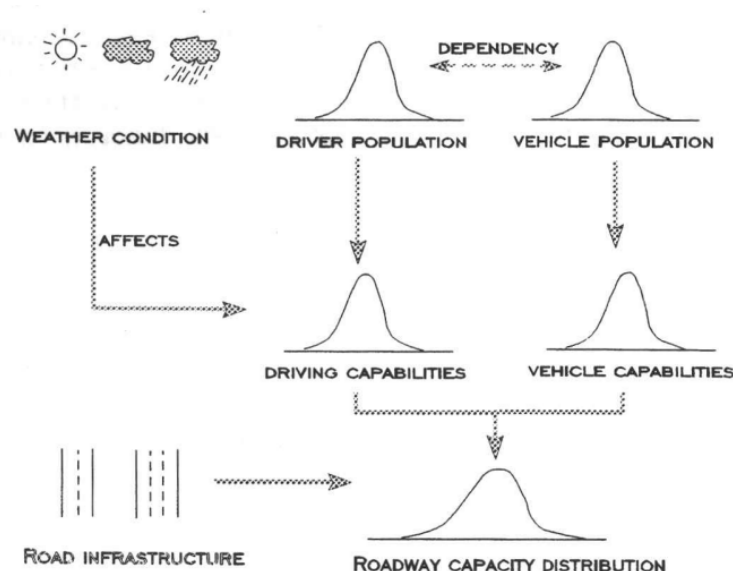 DEPENDENCY
WEATHER CONDITION
DRIVER POPULATION
VEHICLE POPULATION
AFFECTS
DRIVING CAPABILITIES
VEHICLE CAPABILITIES
ROAD INFRASTRUCTURE
ROADWAY CAPACITY DISTRIBUTION